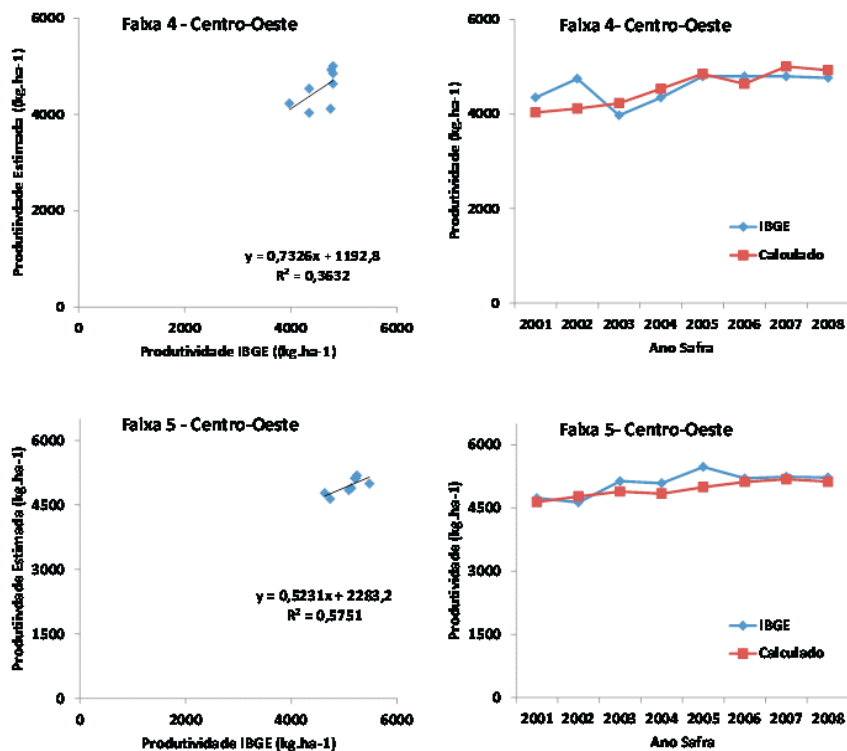 Faixa 4 - Centro-Oeste
6000
4000
2000
0
Produtiivdade Estimada ((kg.ha-1)
y = 0,7326x + 1192,8
R² = 0,3632
0 2000 4000 6000
Produtividade IBGE ((kg.ha-1)
Faixa 4- Centro-Oeste
6000
4000
2000
0
Produtividade (kg.ha-1)
IBGE
Calculado
2001 2002 2003 2004 2005 2006 2007 2008
Ano Safra
Faixa 5 - Centro-Oeste
6000
4500
3000
1500
0
Produtiivdade Estimada (kg.ha-1)
y = 0,5231x + 2283,2
R² = 0,5751
0 2000 4000 6000
Produtividade IBGE (kg.ha-1)
Faixa 5- Centro-Oeste
6000
4500
3000
1500
0
Produtividade (kg.ha-1)
IBGE
Calculado
2001 2002 2003 2004 2005 2006 2007 2008
Ano Safra